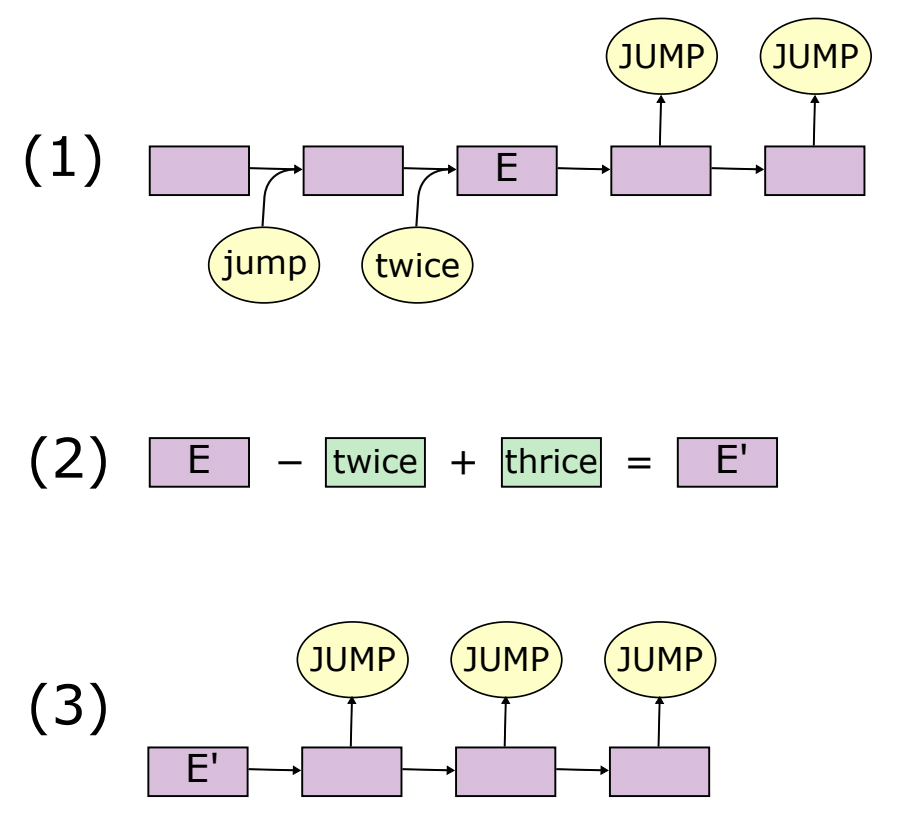 JUMP JUMP
(1) E
jump twice
(2) E − twice + thrice = E'
JUMP JUMP JUMP
(3)
E'